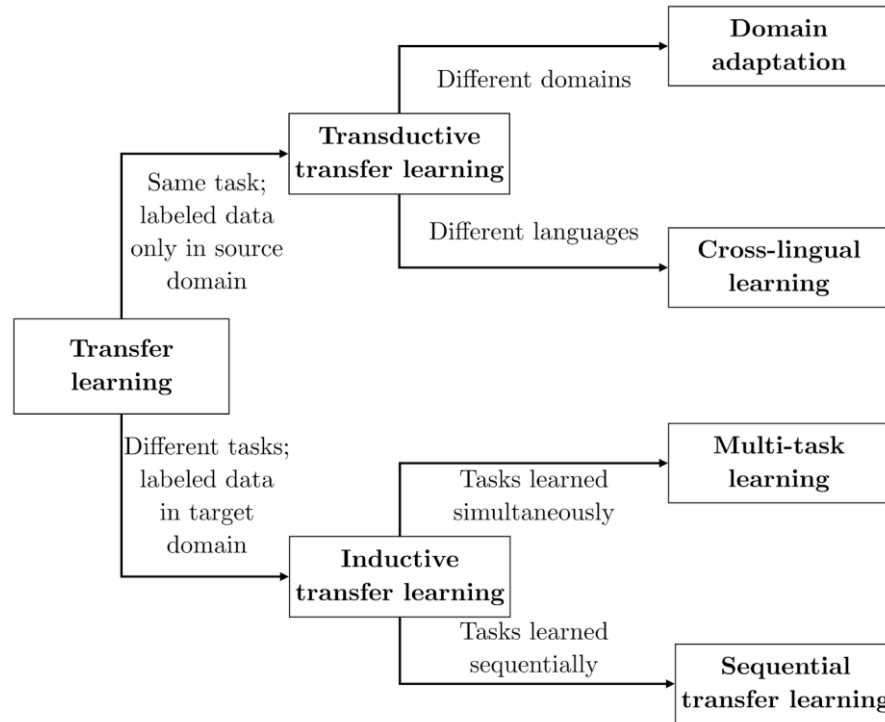 Domain
adaptation
Different domains
Transductive
transfer learning
Same task;
labeled data
only in source
domain
Different languages
Cross-lingual
learning
Transfer
learning
Different tasks;
labeled data
in target
domain
Multi-task
learning
Tasks learned
simultaneously
Inductive
transfer learning
Tasks learned
sequentially
Sequential
transfer learning